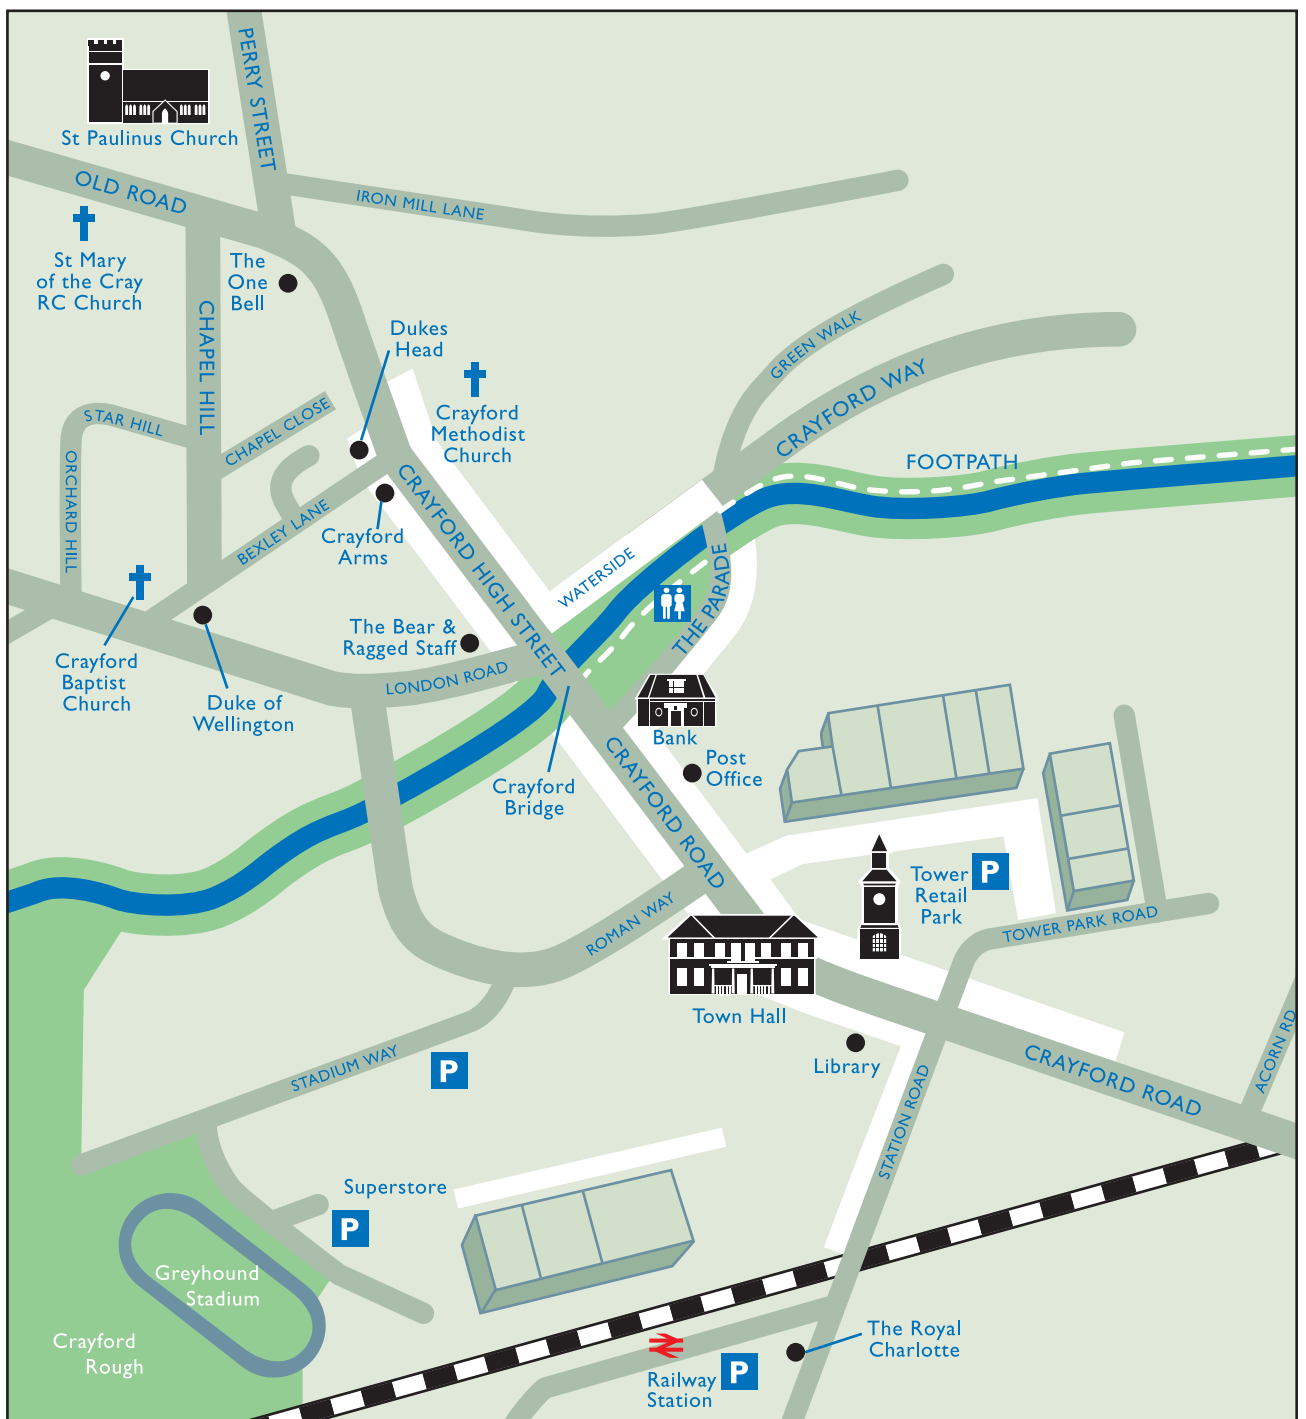 PERRY STREET
St Paulinus Church
OLD ROAD
IRON MILL LANE
St Mary
of the Cray
RC Church
The
One
Bell
CHAPEL HILL
Dukes
Head
GREEN WALK
CRAYFORD WAY
STAR HILL
CHAPEL CLOSE
Crayford
Methodist
Church
FOOTPATH
ORCHARD HILL
BEXLEY LANE
Crayford
Arms
CRAYFORD HIGH STREET
WATERSIDE
THE PARADE
The Bear &
Ragged Staff
LONDON ROAD
Crayford
Baptist
Church
Duke of
Wellington
Bank
Post
Office
Crayford
Bridge
CRAYFORD ROAD
Tower
Retail
Park
P
TOWER PARK ROAD
ROMAN WAY
Town Hall
Library
STADIUM WAY
P
CRAYFORD ROAD
ACORN RD
STATION ROAD
Superstore
P
Greyhound
Stadium
Crayford
Rough
The Royal
Charlotte
Railway
Station
P